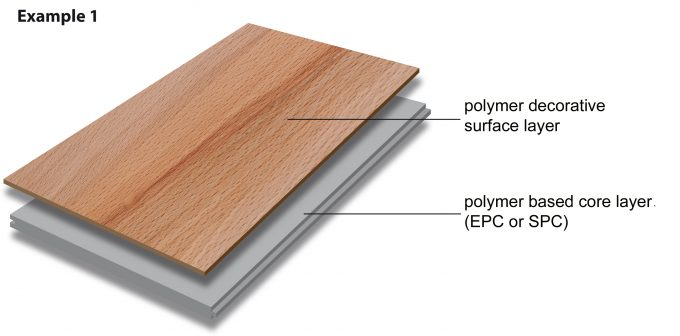 Example 1
polymer decorative
surface layer
polymer based core layer.
(EPC or SPC)